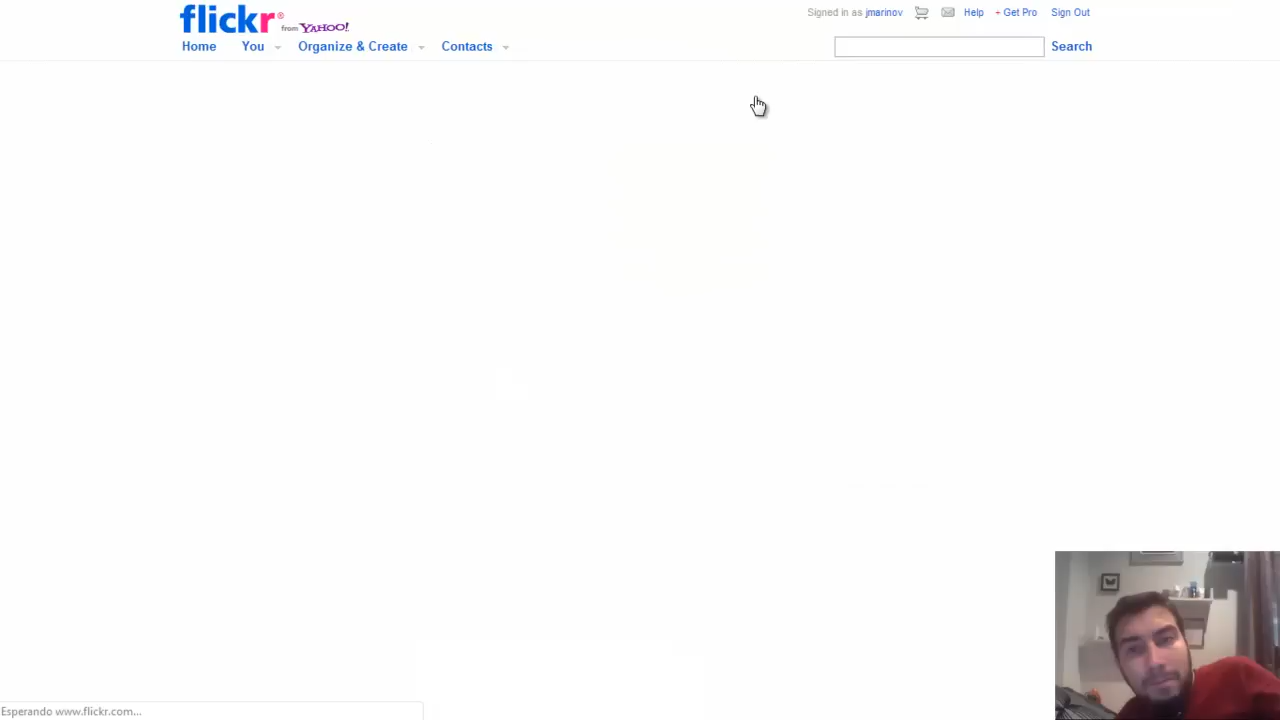 flickr® from YAHOO!
Signed in as jmarinov Help + Get Pro Sign Out
Home You Organize & Create Contacts Search
Esperando www.flickr.com...